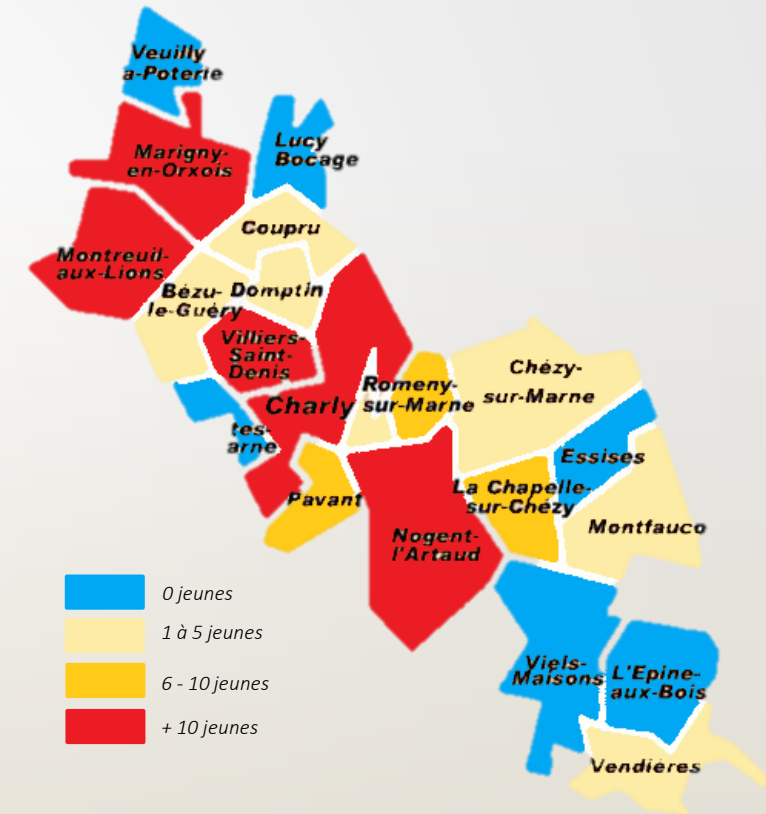 Veuilly
a-Poterie
Lucy
Bocage
Marigny-
en-Orxois
Coupru
Montreuil-
aux-Lions
Bézu-
le-Guéry
Domptin
Villiers-
Saint-
Denis
Charly
Romeny-
sur-Marne
Chézy-
sur-Marne
tes-
arne
Essises
Pavant
La Chapelle-
sur-Chézy
Montfauco
Nogent-
l'Artaud
0 jeunes
1 à 5 jeunes
6 - 10 jeunes
+ 10 jeunes
Viels-
Maisons
L'Epine-
aux-Bois
Vendières